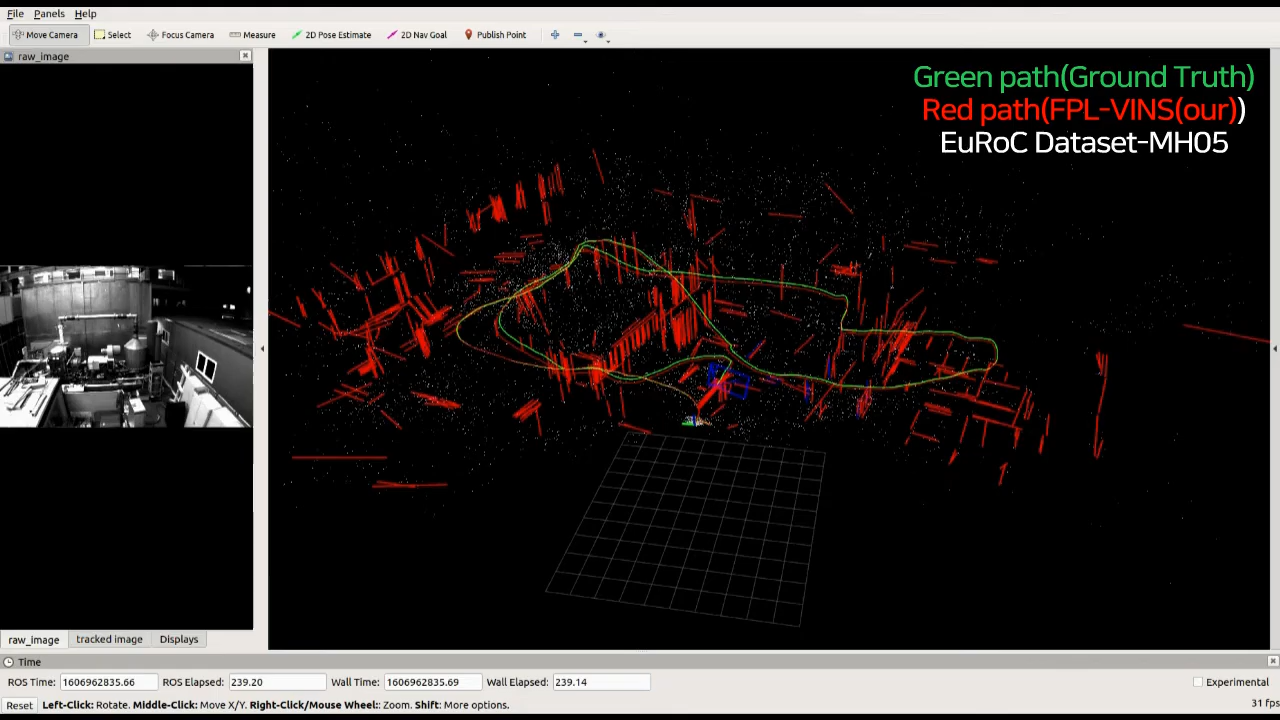 File Panels Help
Move Camera Select Focus Camera Measure 2D Pose Estimate 2D Nav Goal Publish Point
raw_image
Green path(Ground Truth)
Red path(FPL-VINS(our))
EuRoC Dataset-MH05
raw_image tracked image Displays
Time
ROS Time: 1606962835.66 ROS Elapsed: 239.20 Wall Time: 1606962835.69 Wall Elapsed: 239.14 Experimental
Reset Left-Click: Rotate. Middle-Click: Move X/Y. Right-Click/Mouse Wheel:: Zoom. Shift: More options. 31 fps